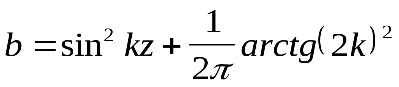 b = sin² kz + 1/2π arctg(2k)²